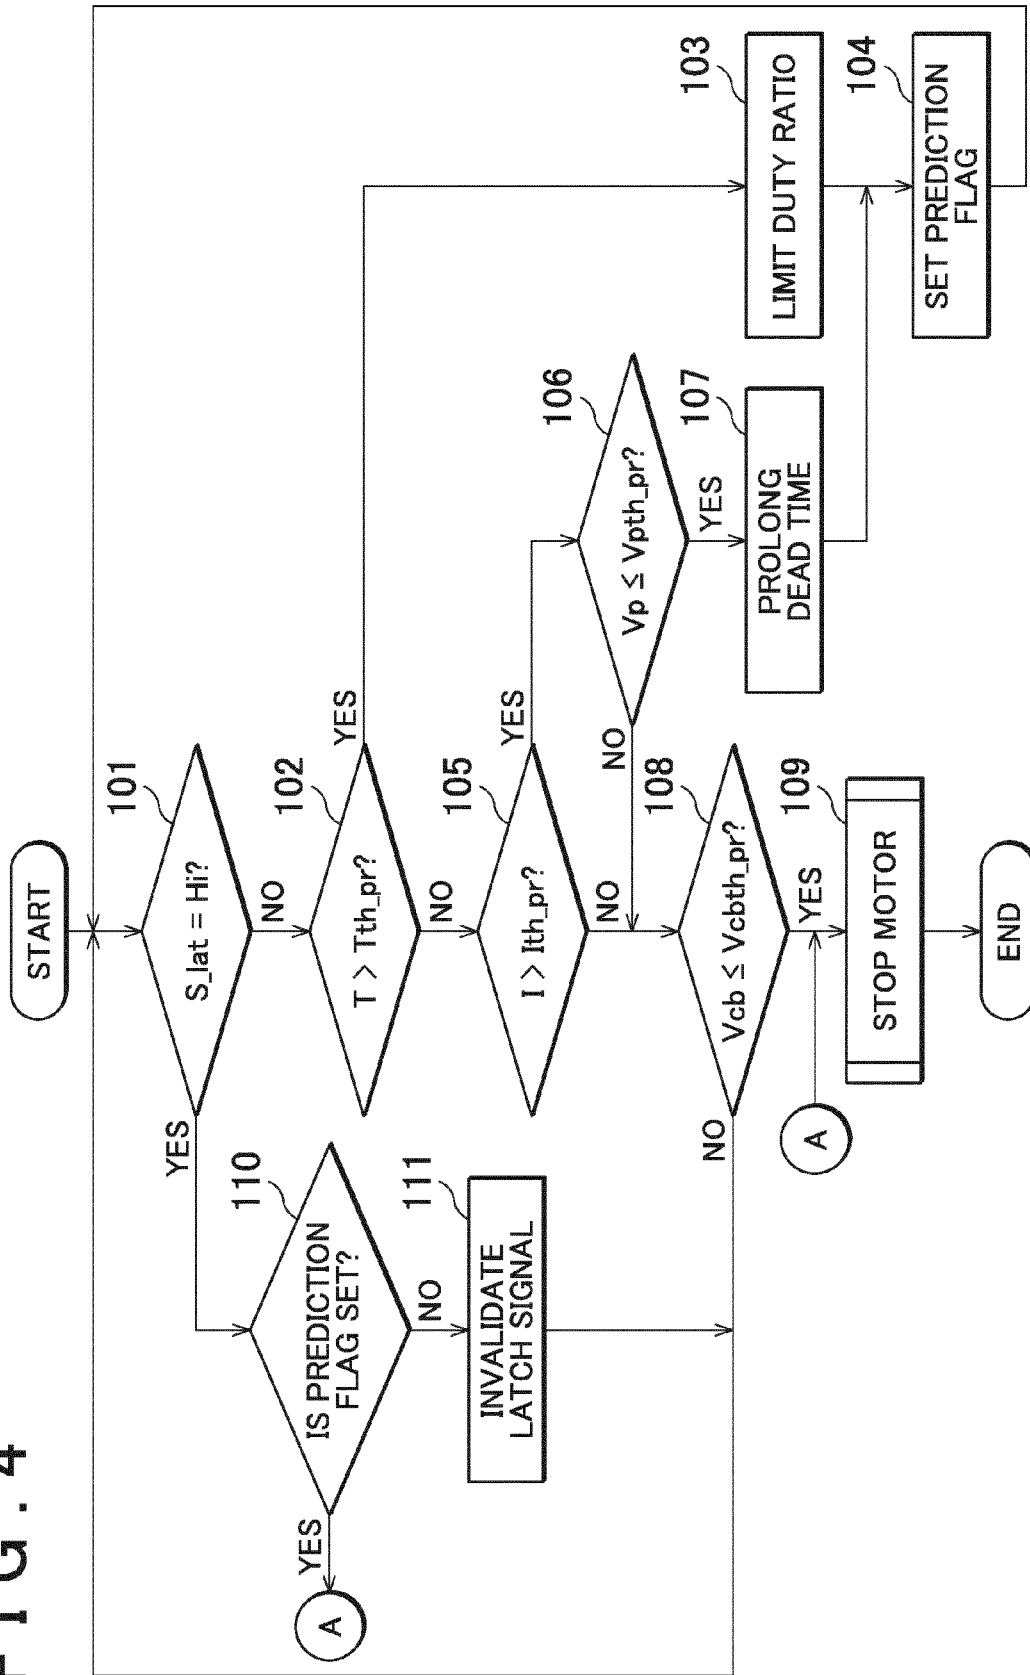 FIG. 4
START
101
S_lat = Hi?
YES
NO
110
IS PREDICTION
FLAG SET?
YES
A
NO
111
INVALIDATE
LATCH SIGNAL
102
T > Tth_pr?
YES
NO
103
LIMIT DUTY RATIO
104
SET PREDICTION
FLAG
105
I > Ith_pr?
YES
NO
106
Vp ≤ Vpth_pr?
NO
YES
107
PROLONG
DEAD TIME
108
Vcb ≤ Vcbth_pr?
NO
YES
A
109
STOP MOTOR
END